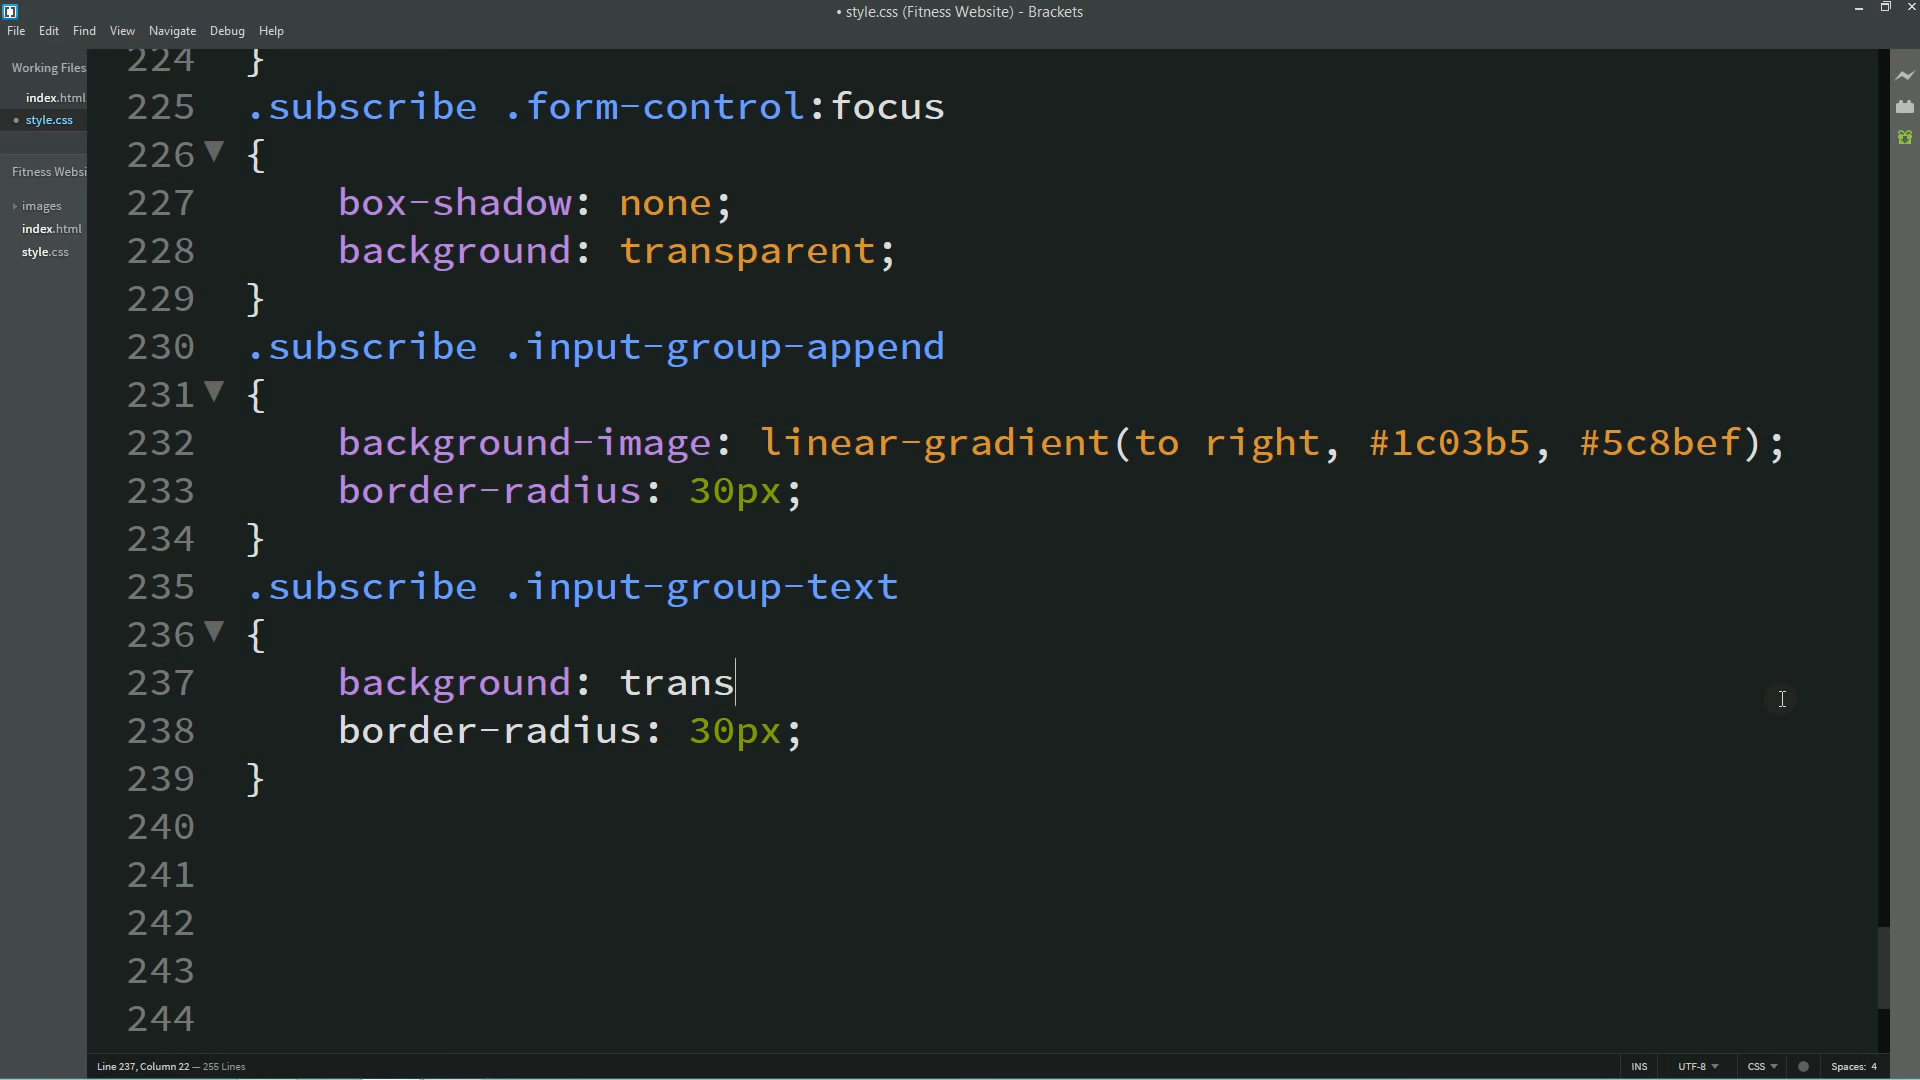 • style.css (Fitness Website) - Brackets
File Edit Find View Navigate Debug Help
Working Files
index.html
• style.css
Fitness Websi
images
index.html
style.css
224 }
225 .subscribe .form-control:focus
226 {
227 box-shadow: none;
228 background: transparent;
229 }
230 .subscribe .input-group-append
231 {
232 background-image: linear-gradient(to right, #1c03b5, #5c8bef);
233 border-radius: 30px;
234 }
235 .subscribe .input-group-text
236 {
237 background: trans
238 border-radius: 30px;
239 }
240
241
242
243
244
Line 237, Column 22 — 255 Lines
INS UTF-8 CSS Spaces: 4